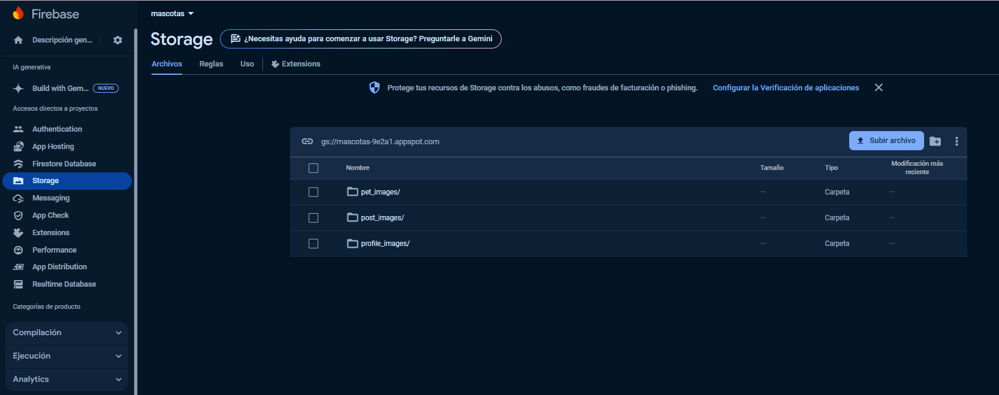 Firebase
Descripción gen...
IA generativa
Build with Gem... NUEVO
Accesos directos a proyectos
Authentication
App Hosting
Firestore Database
Storage
Messaging
App Check
Extensions
Performance
App Distribution
Realtime Database
Categorías de producto
Compilación
Ejecución
Analytics
mascotas
Storage
¿Necesitas ayuda para comenzar a usar Storage? Preguntarle a Gemini
Archivos Reglas Uso Extensions
Protege tus recursos de Storage contra los abusos, como fraudes de facturación o phishing. Configurar la Verificación de aplicaciones
gs://mascotas-9e2a1.appspot.com Subir archivo
Nombre Tamaño Tipo Modificación más
reciente
pet_images/ — Carpeta —
post_images/ — Carpeta —
profile_images/ — Carpeta —